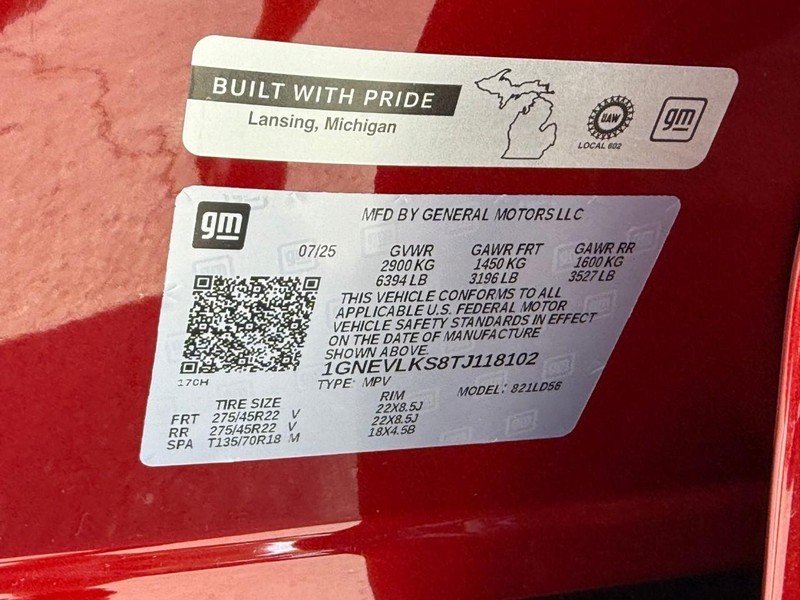 BUILT WITH PRIDE
Lansing, Michigan
UAW
LOCAL 602
gm
gm
MFD BY GENERAL MOTORS LLC
07/25 GVWR GAWR FRT GAWR RR
2900 KG 1450 KG 1600 KG
6394 LB 3196 LB 3527 LB
THIS VEHICLE CONFORMS TO ALL
APPLICABLE U.S. FEDERAL MOTOR
VEHICLE SAFETY STANDARDS IN EFFECT
ON THE DATE OF MANUFACTURE
SHOWN ABOVE.
1GNEVLKS8TJ118102
17CH
TYPE: MPV MODEL: 821LD56
TIRE SIZE RIM
FRT 275/45R22 V 22X8.5J
RR 275/45R22 V 22X8.5J
SPA T135/70R18 M 18X4.5B